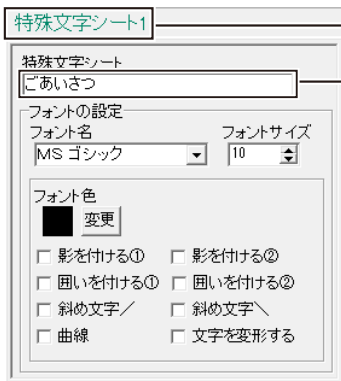 特殊文字シート1
特殊文字シート
ごあいさつ
フォントの設定
フォント名 フォントサイズ
MS ゴシック 10
フォント色
変更
影を付ける① 影を付ける②
囲いを付ける① 囲いを付ける②
斜め文字／ 斜め文字＼
曲線 文字を変形する